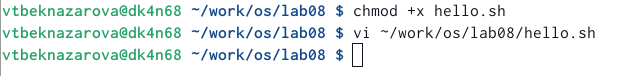 vtbeknazarova@dk4n68 ~/work/os/lab08 $ chmod +x hello.sh
vtbeknazarova@dk4n68 ~/work/os/lab08 $ vi ~/work/os/lab08/hello.sh
vtbeknazarova@dk4n68 ~/work/os/lab08 $